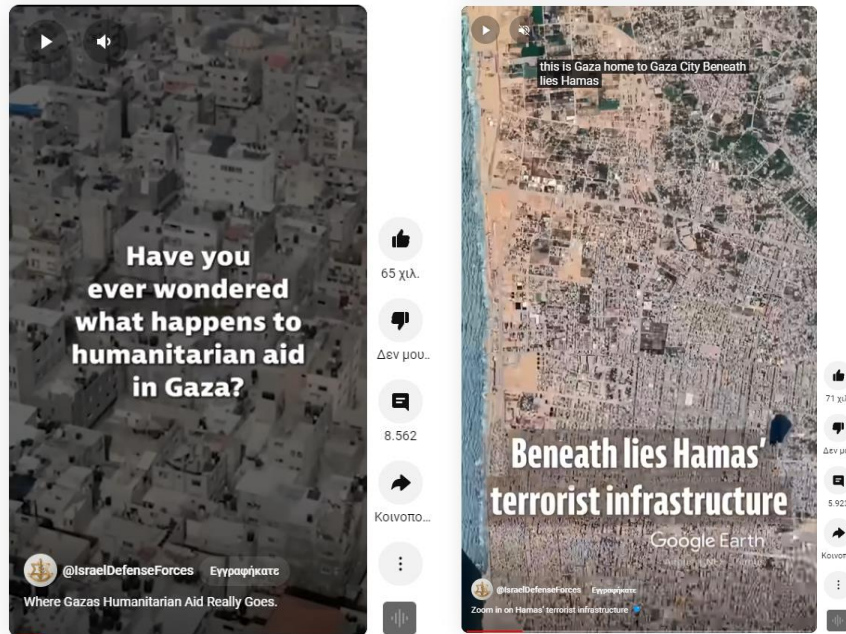 Have you
ever wondered
what happens to
humanitarian aid
in Gaza?
65 χιλ.
Δεν μου..
8.562
Κοινοπο...
@IsraelDefenseForces Εγγραφήκατε
Where Gazas Humanitarian Aid Really Goes.
this is Gaza home to Gaza City Beneath
lies Hamas
Beneath lies Hamas'
terrorist infrastructure
Google Earth
71 χιλ
Δεν μο
5.923
Κοινοπ
@IsraelDefenseForces Εγγραφήκατε
Zoom in on Hamas' terrorist infrastructure